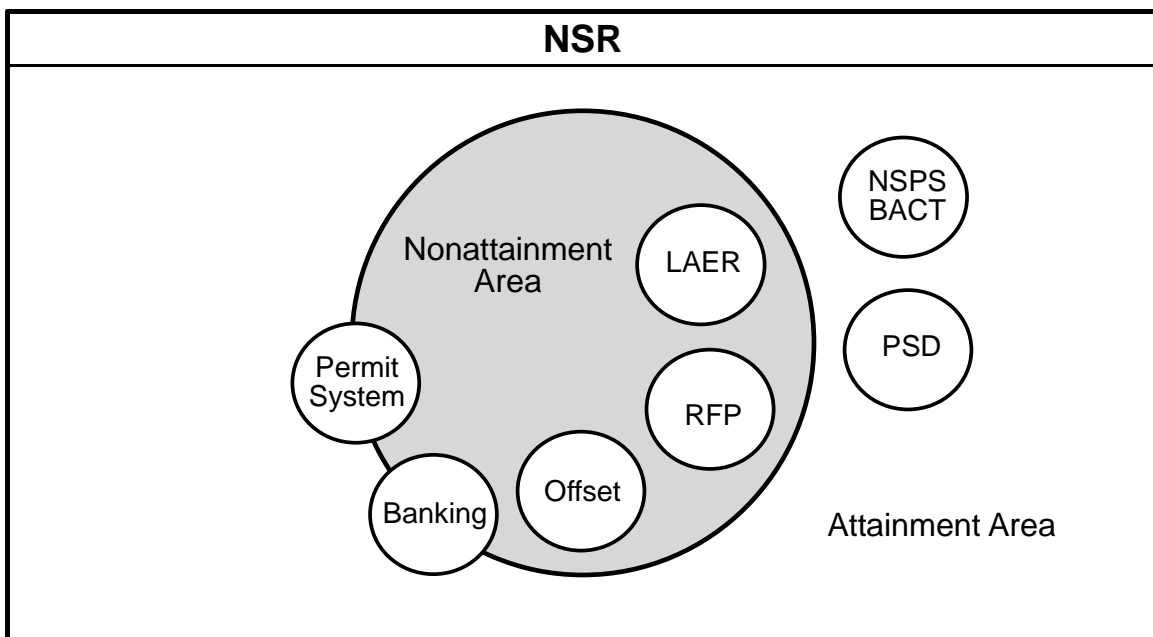 NSR
NSPS
BACT
Nonattainment
Area
LAER
PSD
Permit
System
RFP
Offset
Banking
Attainment Area